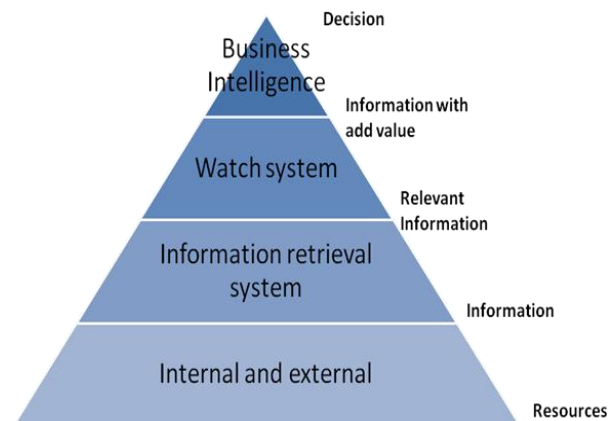 Decision
Business
Intelligence
Information with
add value
Watch system
Relevant
Information
Information retrieval
system
Information
Internal and external
Resources